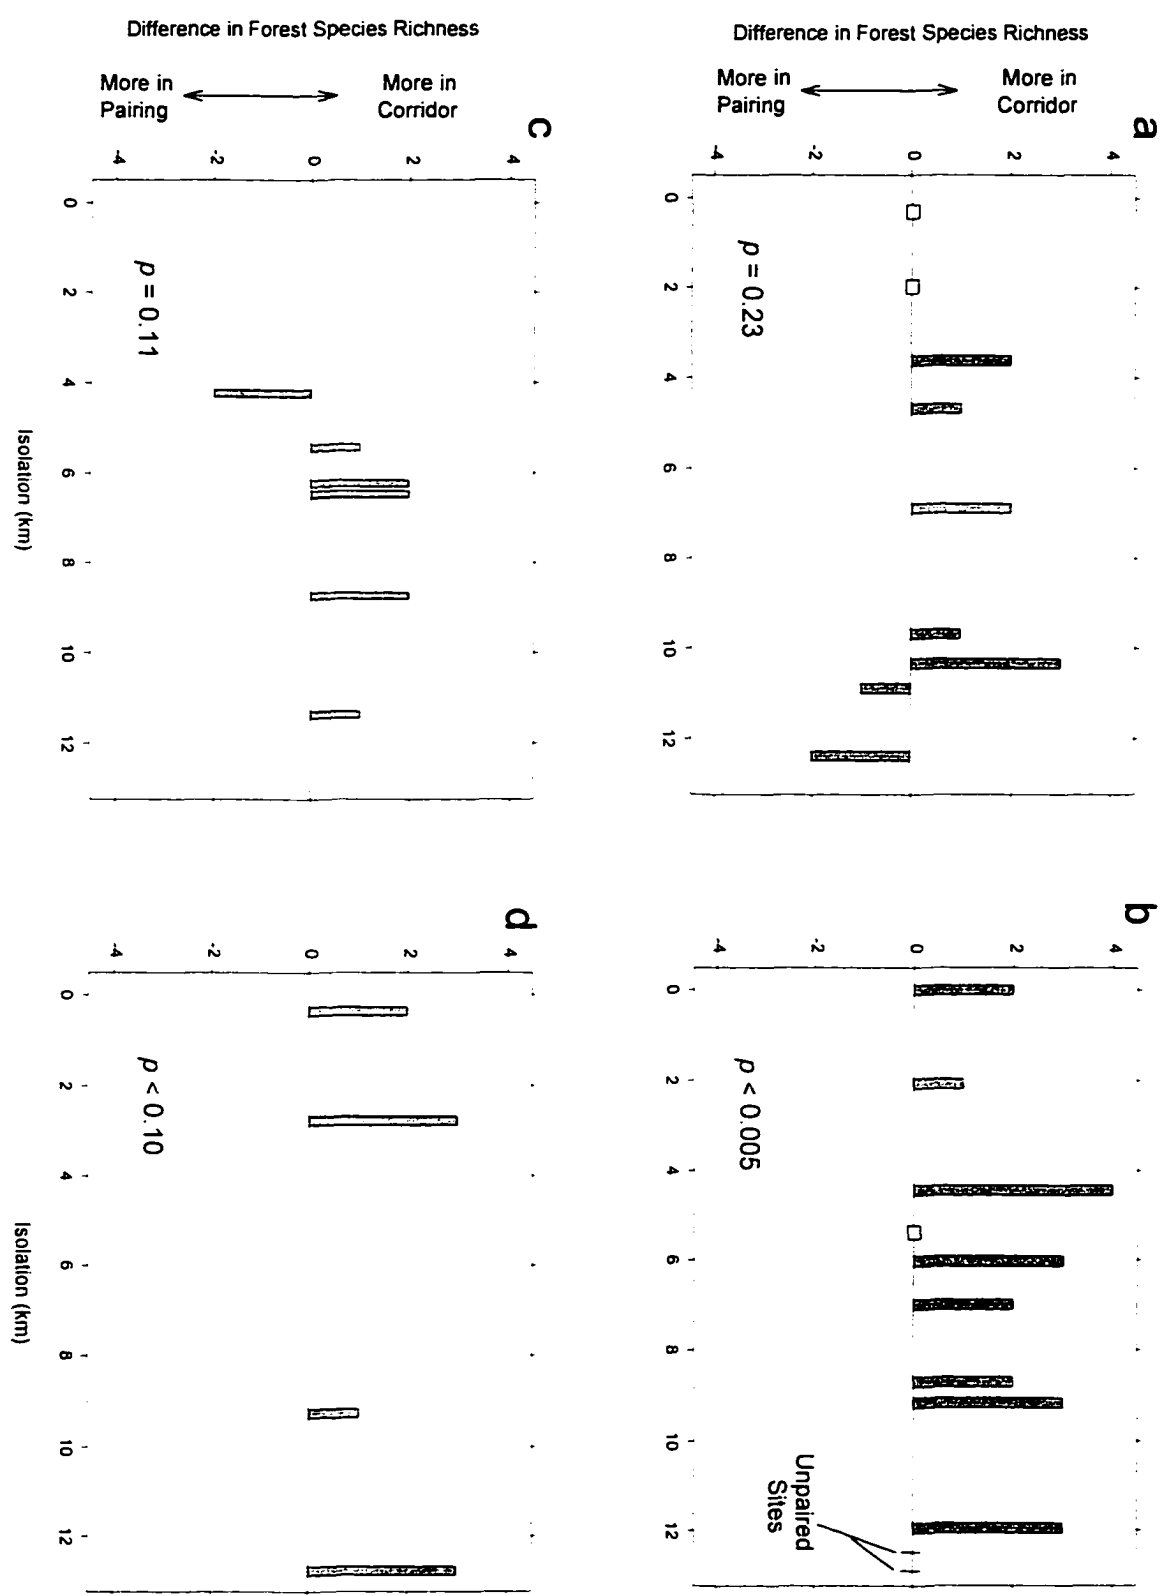 a
Difference in Forest Species Richness
More in
Corridor
More in
Pairing
4
2
0
-2
-4
0
2
4
6
8
10
12
p = 0.23
b
4
2
0
-2
-4
0
2
4
6
8
10
12
p < 0.005
Unpaired
Sites
c
Difference in Forest Species Richness
More in
Corridor
More in
Pairing
4
2
0
-2
-4
0
2
4
6
8
10
12
p = 0.11
Isolation (km)
d
4
2
0
-2
-4
0
2
4
6
8
10
12
p < 0.10
Isolation (km)